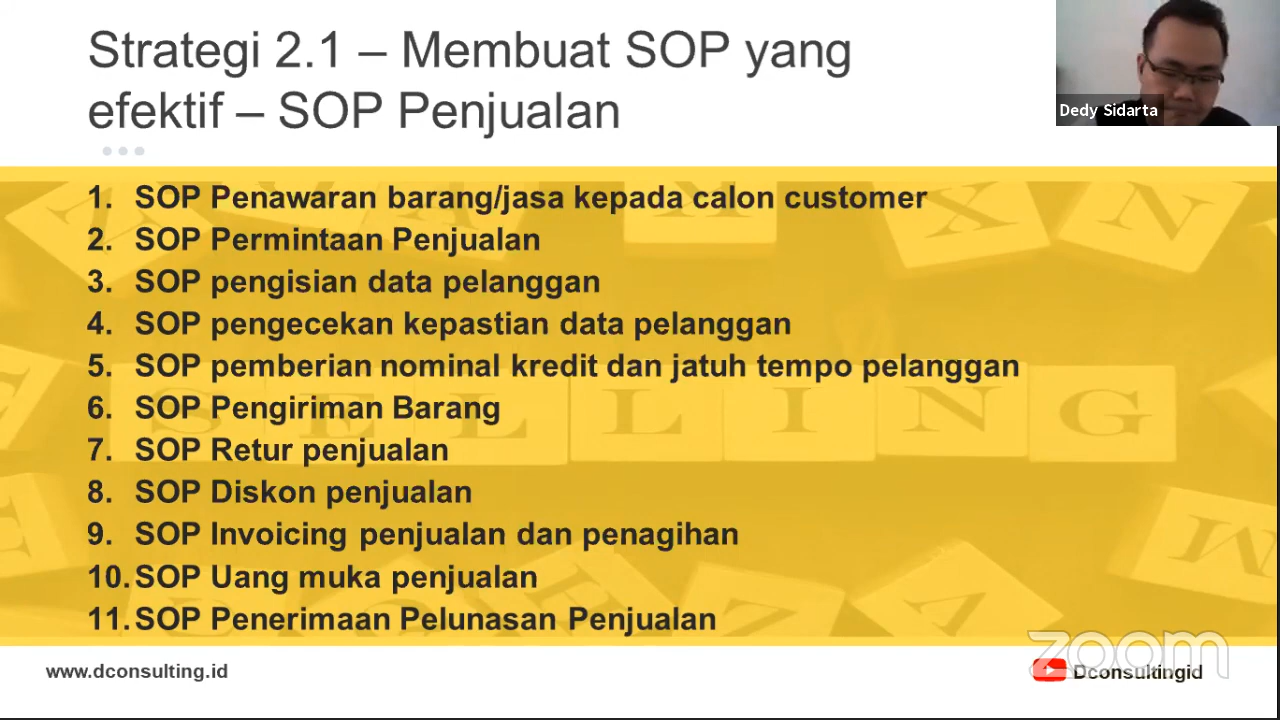 Strategi 2.1 – Membuat SOP yang
efektif – SOP Penjualan
Dedy Sidarta
1. SOP Penawaran barang/jasa kepada calon customer
2. SOP Permintaan Penjualan
3. SOP pengisian data pelanggan
4. SOP pengecekan kepastian data pelanggan
5. SOP pemberian nominal kredit dan jatuh tempo pelanggan
6. SOP Pengiriman Barang
7. SOP Retur penjualan
8. SOP Diskon penjualan
9. SOP Invoicing penjualan dan penagihan
10. SOP Uang muka penjualan
11. SOP Penerimaan Pelunasan Penjualan
SELLING
www.dconsulting.id
zoom
Dconsultingid